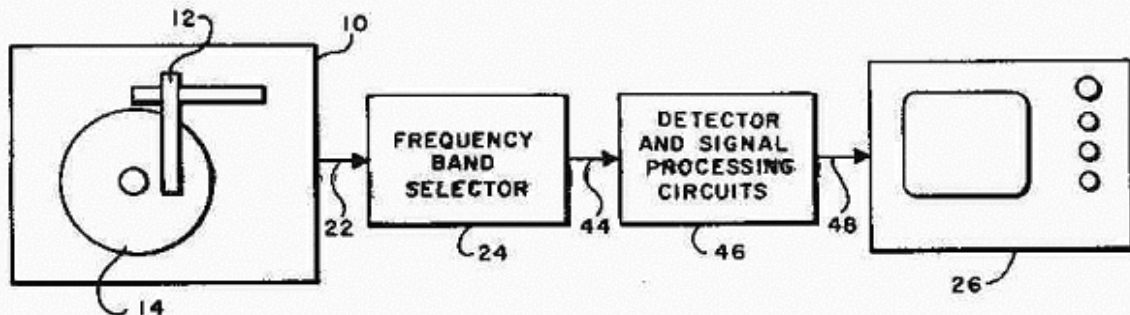 12
10
FREQUENCY
BAND
SELECTOR
DETECTOR
AND SIGNAL
PROCESSING
CIRCUITS
22
24
44
46
48
26
14